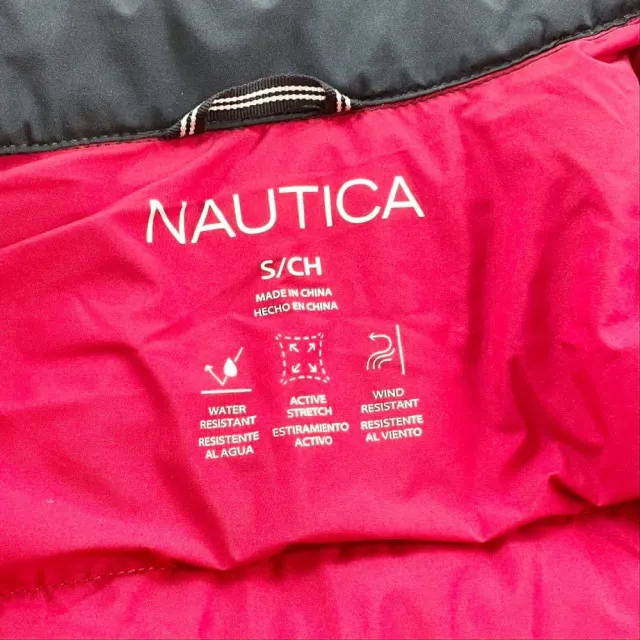 NAUTICA
S/CH
MADE IN CHINA
HECHO EN CHINA
WATER
RESISTANT
RESISTENTE
AL AGUA
ACTIVE
STRETCH
ESTIRAMIENTO
ACTIVO
WIND
RESISTANT
RESISTENTE
AL VIENTO